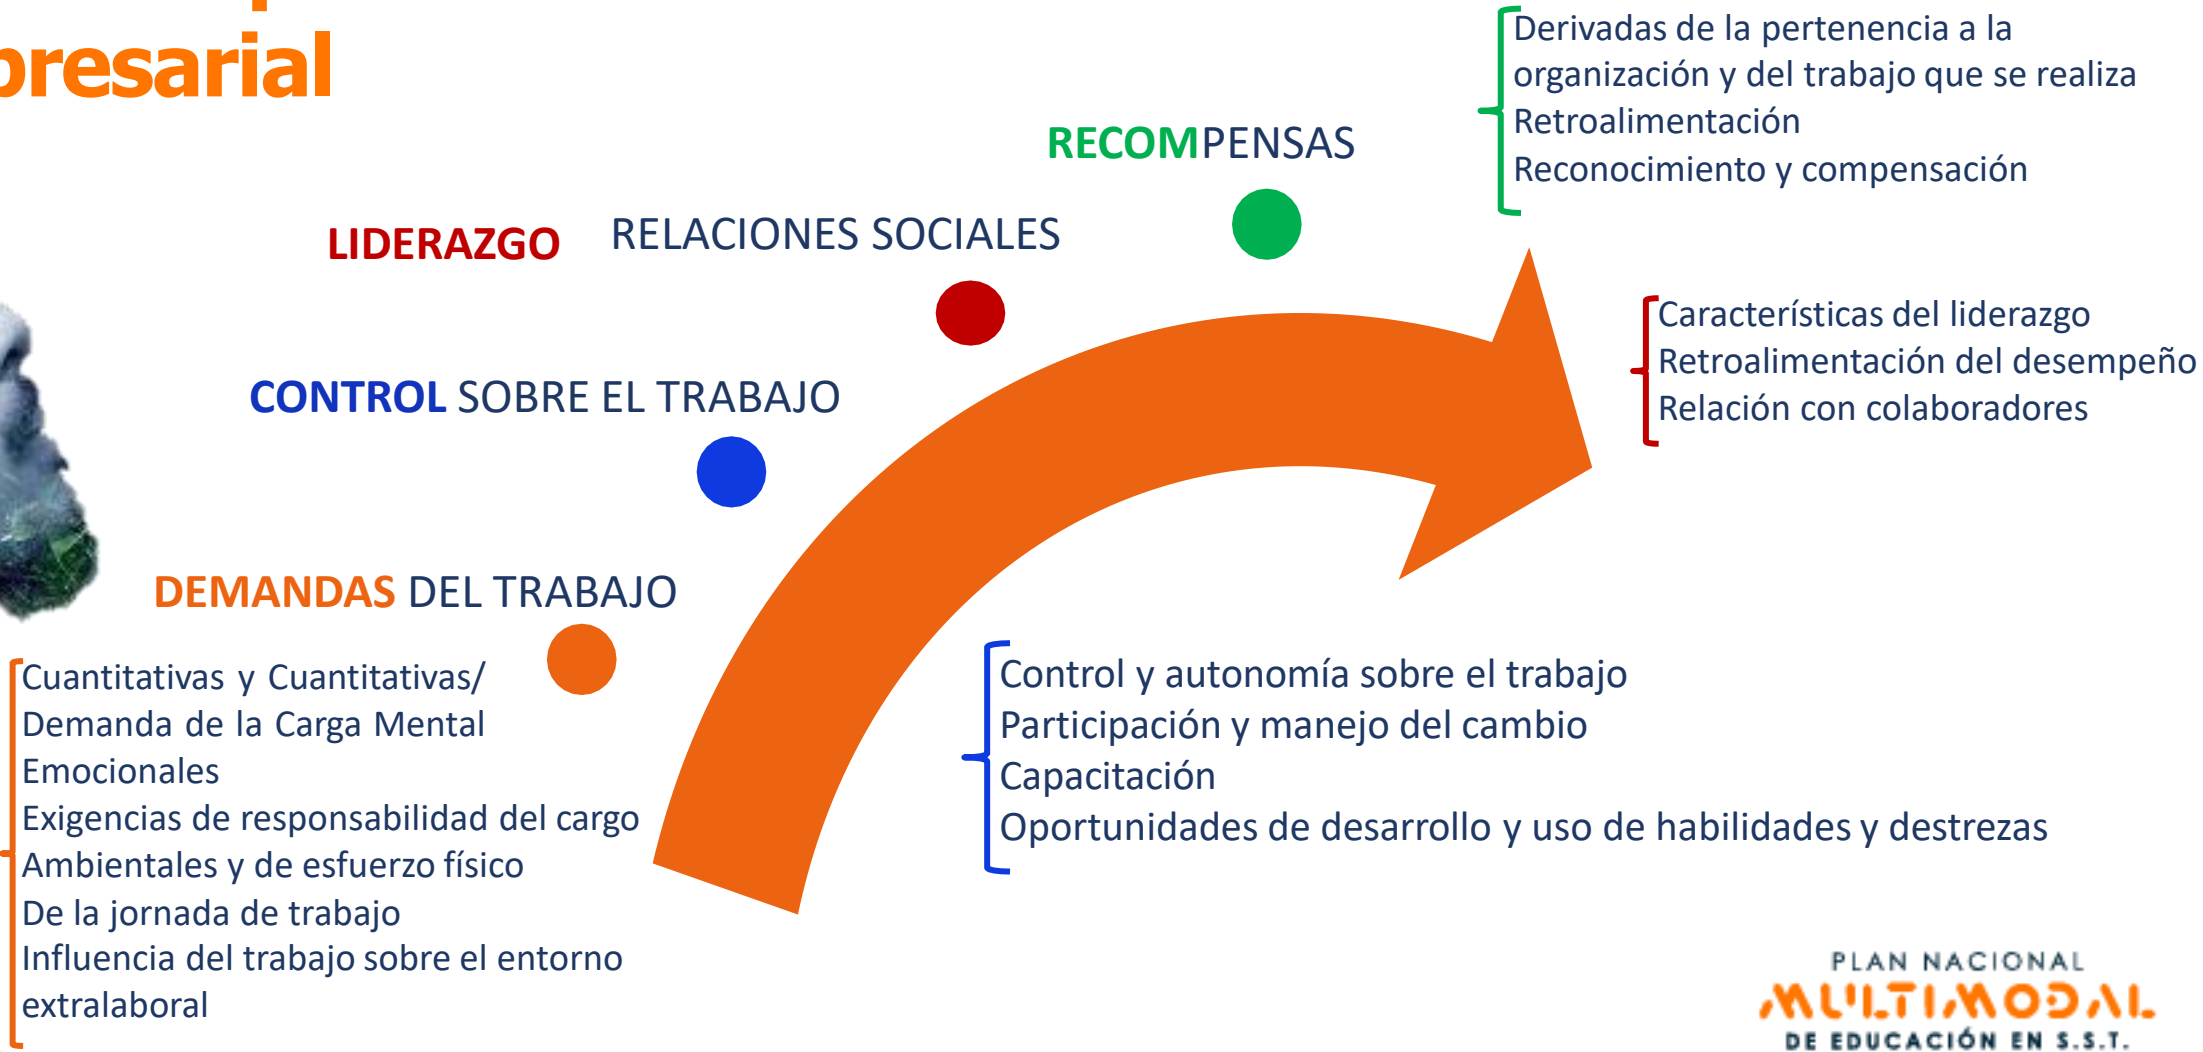 presarial
RECOMPENSAS
Derivadas de la pertenencia a la
organización y del trabajo que se realiza
Retroalimentación
Reconocimiento y compensación
LIDERAZGO RELACIONES SOCIALES
Características del liderazgo
Retroalimentación del desempeño
Relación con colaboradores
CONTROL SOBRE EL TRABAJO
DEMANDAS DEL TRABAJO
Cuantitativas y Cuantitativas/
Demanda de la Carga Mental
Emocionales
Exigencias de responsabilidad del cargo
Ambientales y de esfuerzo físico
De la jornada de trabajo
Influencia del trabajo sobre el entorno
extralaboral
Control y autonomía sobre el trabajo
Participación y manejo del cambio
Capacitación
Oportunidades de desarrollo y uso de habilidades y destrezas
PLAN NACIONAL
MULTIMODAL
DE EDUCACIÓN EN S.S.T.